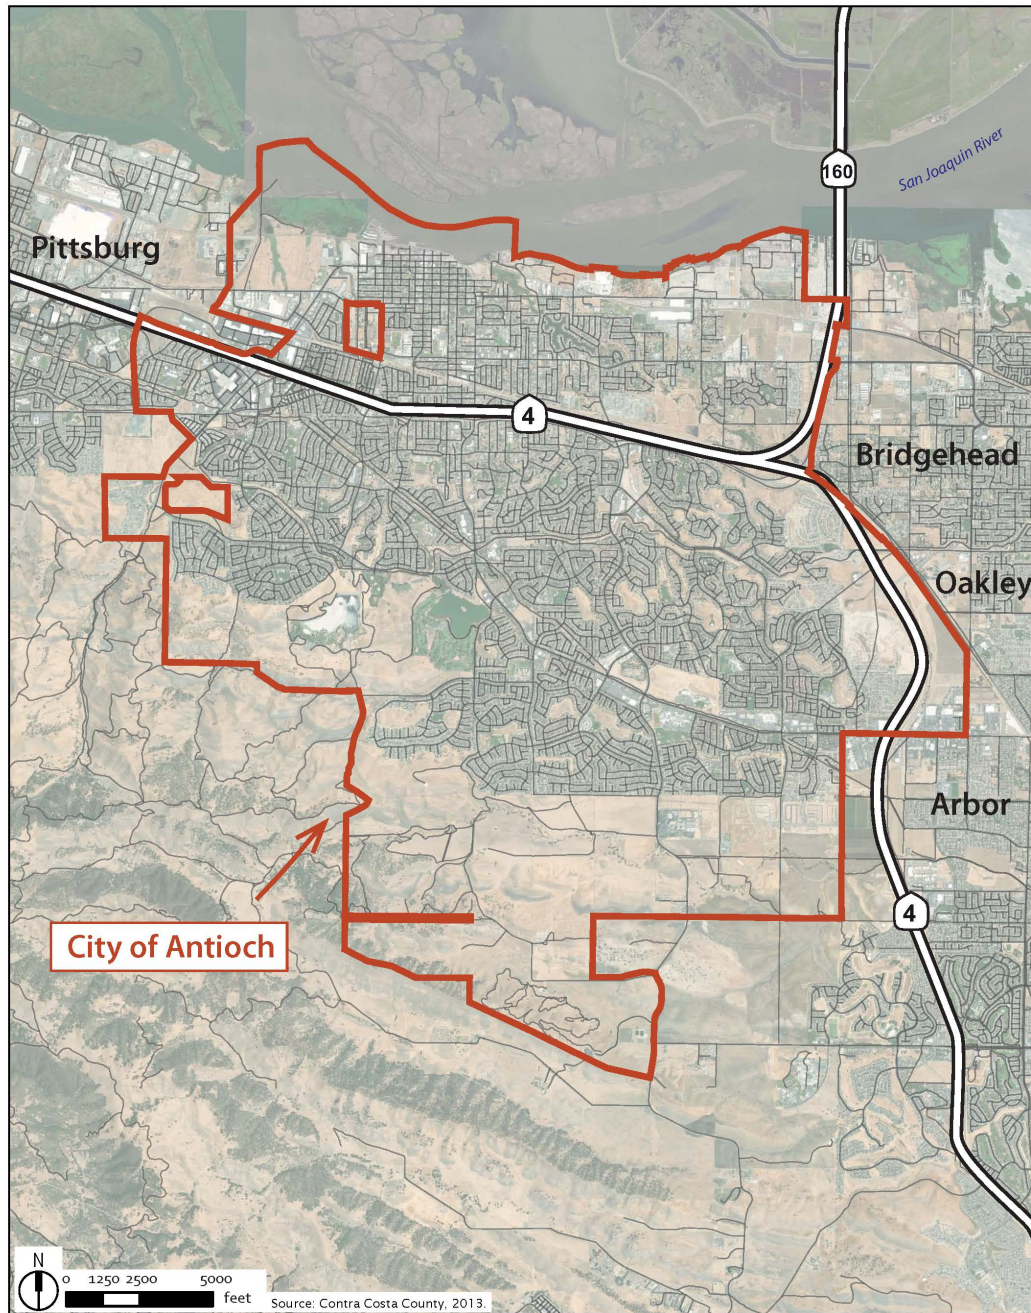 160
San Joaquin River
Pittsburg
4
Bridgehead
Oakley
Arbor
4
City of Antioch
N
0 1250 2500 5000
feet
Source: Contra Costa County, 2013.